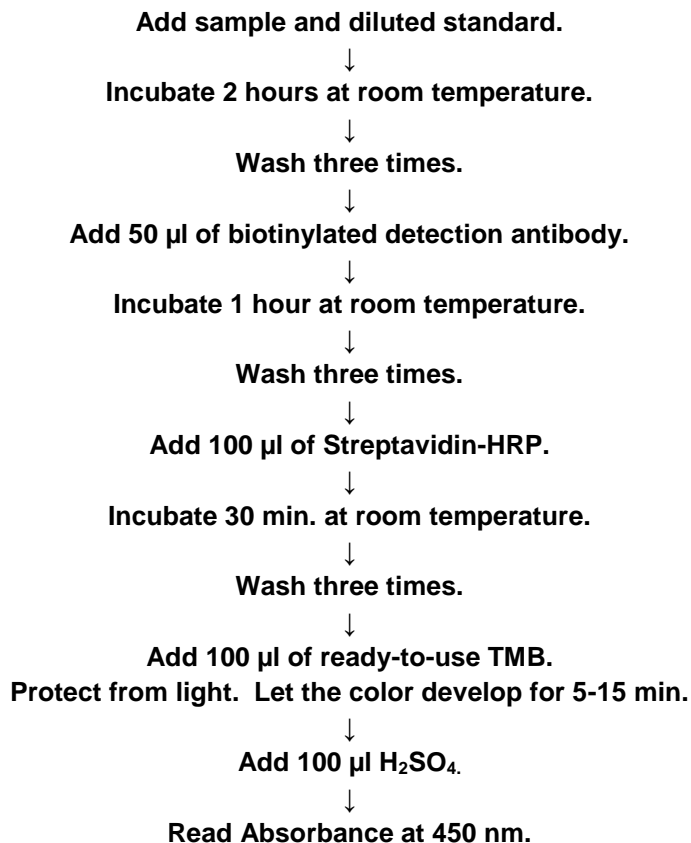 Add sample and diluted standard.
↓
Incubate 2 hours at room temperature.
↓
Wash three times.
↓
Add 50 µl of biotinylated detection antibody.
↓
Incubate 1 hour at room temperature.
↓
Wash three times.
↓
Add 100 µl of Streptavidin-HRP.
↓
Incubate 30 min. at room temperature.
↓
Wash three times.
↓
Add 100 µl of ready-to-use TMB.
Protect from light.  Let the color develop for 5-15 min.
↓
Add 100 µl H₂SO₄.
↓
Read Absorbance at 450 nm.